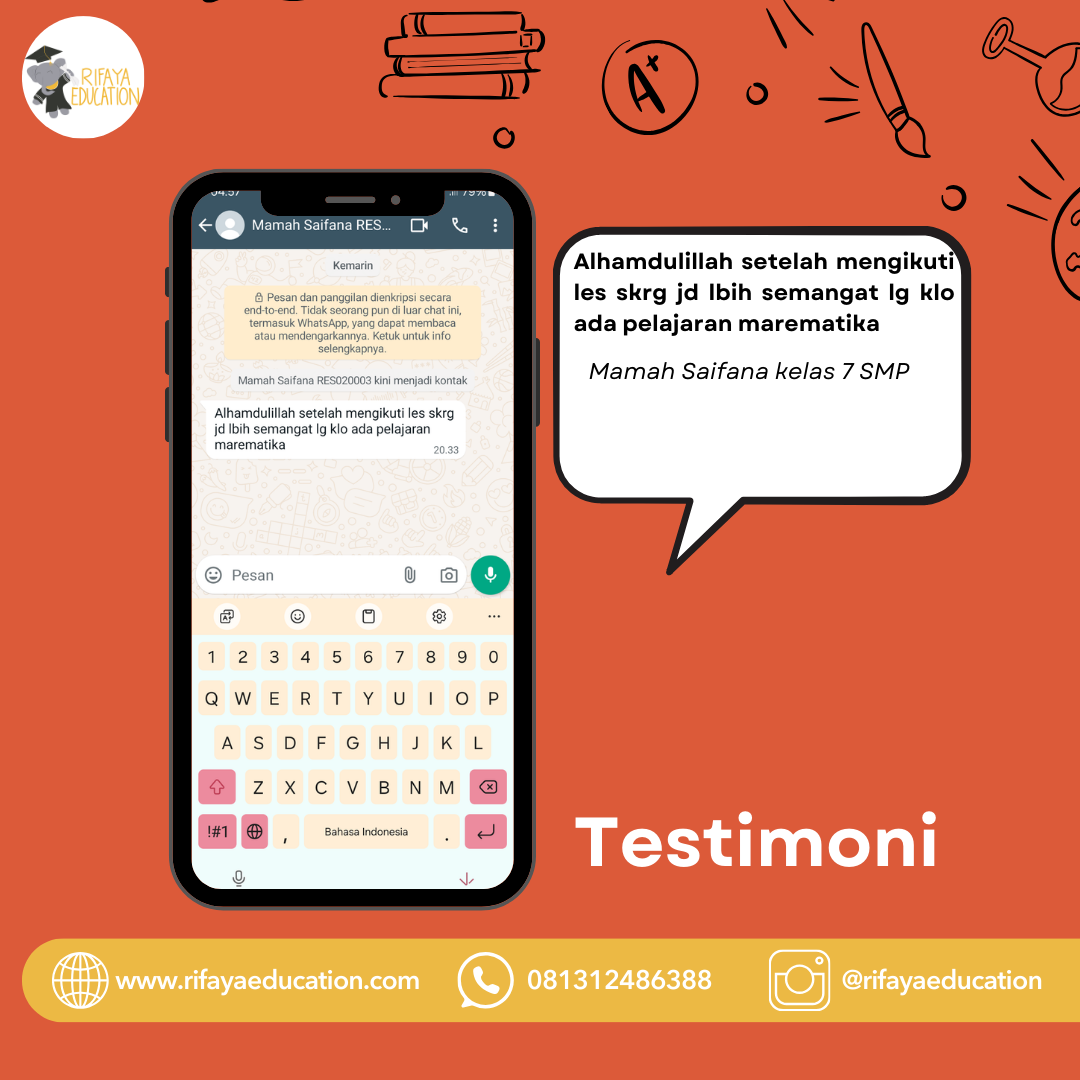 RIFAYA
EDUCATION
A+
04.57
79%
Mamah Saifana RES...
Kemarin
Pesan dan panggilan dienkripsi secara
end-to-end. Tidak seorang pun di luar chat ini,
termasuk WhatsApp, yang dapat membaca
atau mendengarkannya. Ketuk untuk info
selengkapnya.
Mamah Saifana RES020003 kini menjadi kontak
Alhamdulillah setelah mengikuti les skrg
jd lbih semangat lg klo ada pelajaran
marematika
20.33
Pesan
1 2 3 4 5 6 7 8 9 0
Q W E R T Y U I O P
A S D F G H J K L
Z X C V B N M
!#1 , Bahasa Indonesia .
Alhamdulillah setelah mengikuti
les skrg jd lbih semangat lg klo
ada pelajaran marematika
Mamah Saifana kelas 7 SMP
Testimoni
www.rifayaeducation.com
081312486388
@rifayaeducation